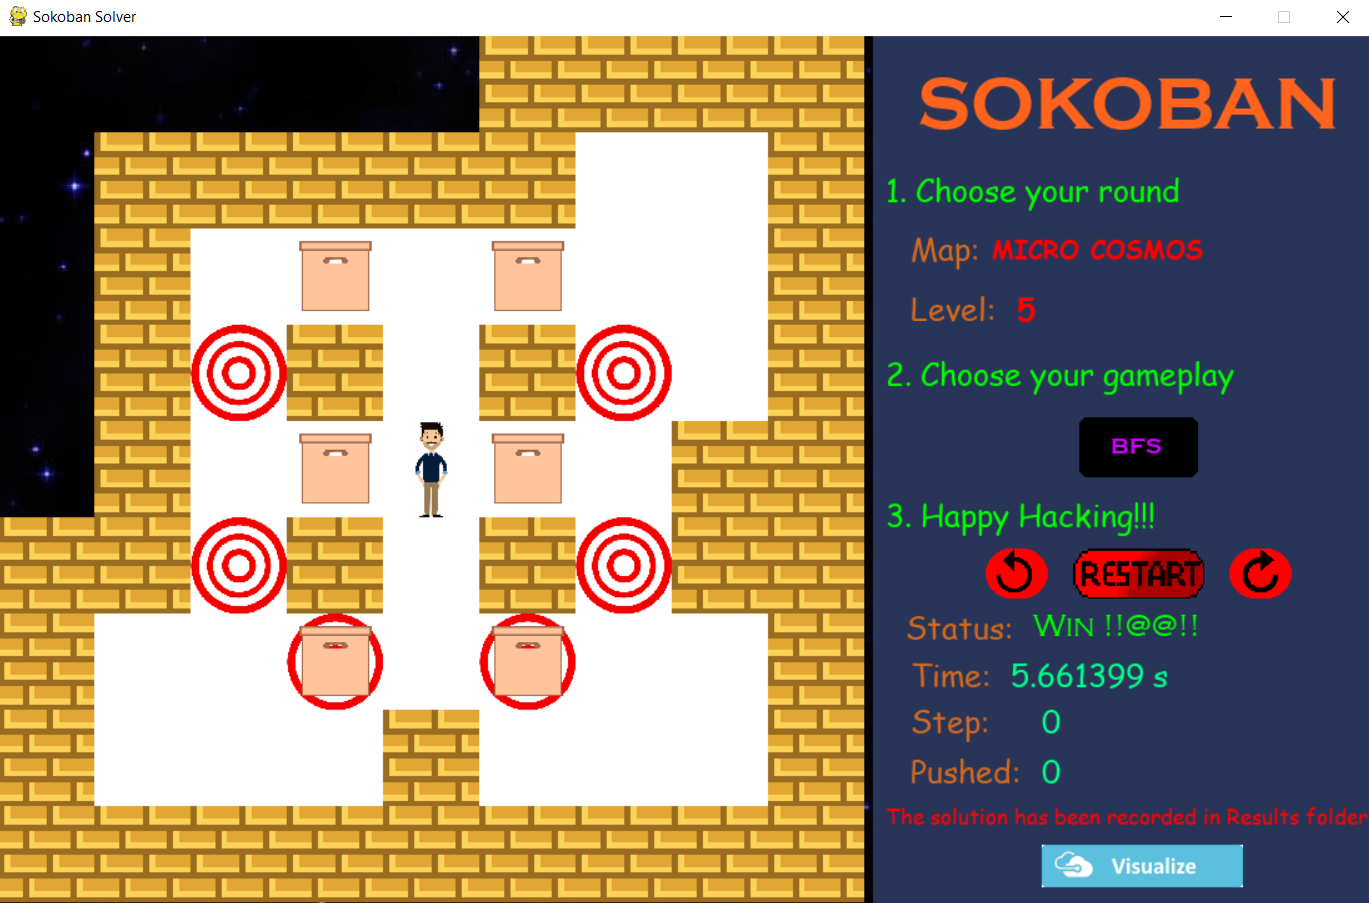 Sokoban Solver
SOKOBAN
1. Choose your round
Map: MICRO COSMOS
Level: 5
2. Choose your gameplay
BFS
3. Happy Hacking!!!
RESTART
Status: WIN !!@@!!
Time: 5.661399 s
Step: 0
Pushed: 0
The solution has been recorded in Results folder
Visualize